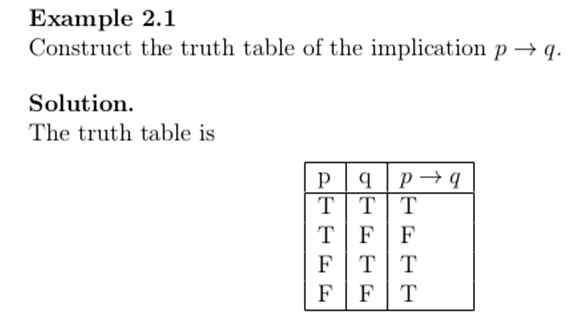 Example 2.1
Construct the truth table of the implication p → q.
Solution.
The truth table is
p q p → q
T T T
T F F
F T T
F F T